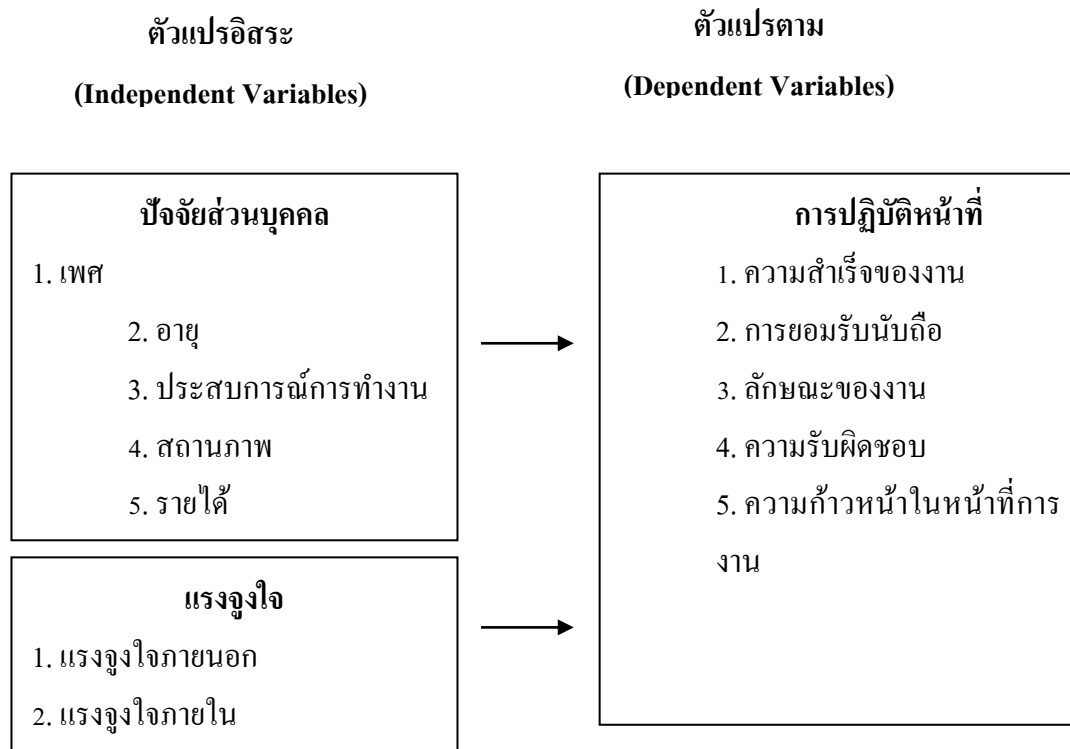 ตัวแปรอิสระ
(Independent Variables)
ตัวแปรตาม
(Dependent Variables)
ปัจจัยส่วนบุคคล
1. เพศ
2. อายุ
3. ประสบการณ์การทำงาน
4. สถานภาพ
5. รายได้
แรงจูงใจ
1. แรงจูงใจภายนอก
2. แรงจูงใจภายใน
การปฏิบัติหน้าที่
1. ความสำเร็จของงาน
2. การยอมรับนับถือ
3. ลักษณะของงาน
4. ความรับผิดชอบ
5. ความก้าวหน้าในหน้าที่การ
งาน